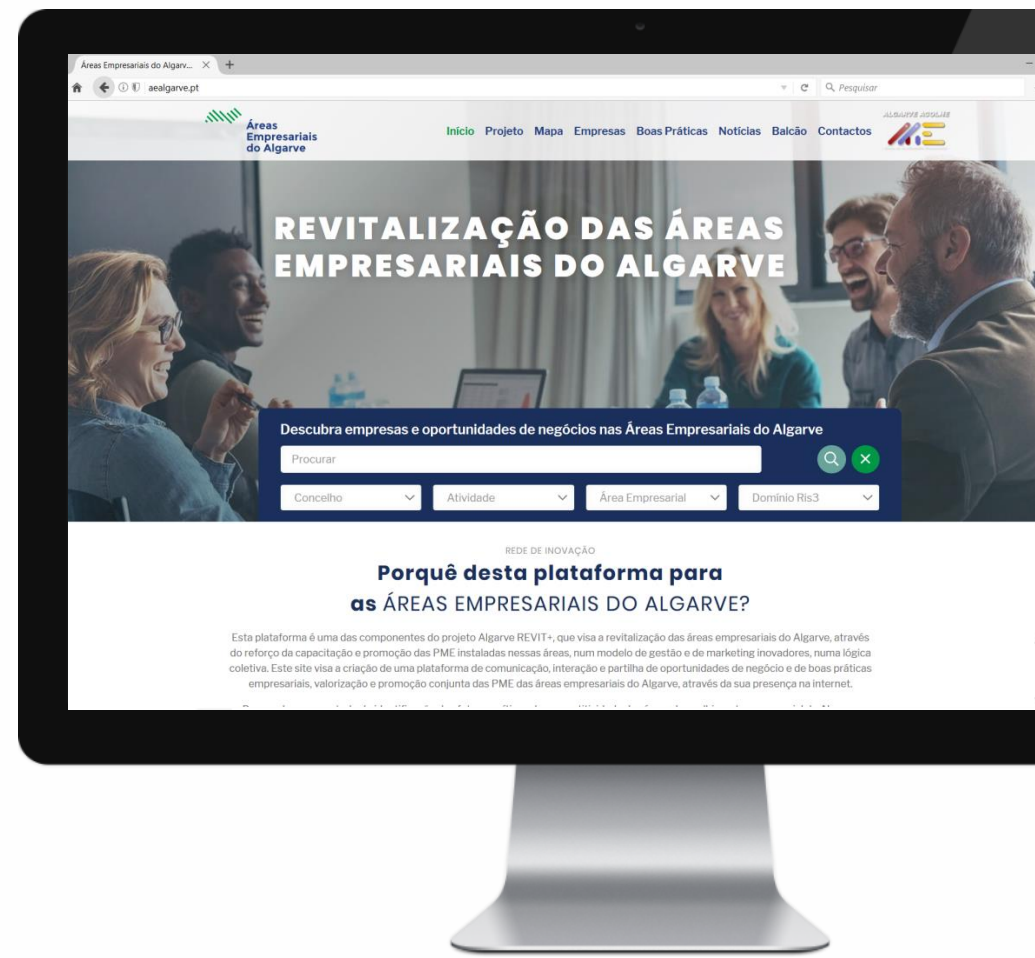 Áreas Empresariais do Algarv...
aealgarve.pt
Pesquisar
Áreas
Empresariais
do Algarve
Início Projeto Mapa Empresas Boas Práticas Notícias Balcão Contactos
ALGARVE ACOLHE
ME
REVITALIZAÇÃO DAS ÁREAS
EMPRESARIAIS DO ALGARVE
Descubra empresas e oportunidades de negócios nas Áreas Empresariais do Algarve
Procurar
Concelho Atividade Área Empresarial Domínio Ris3
REDE DE INOVAÇÃO
Porquê desta plataforma para
as ÁREAS EMPRESARIAIS DO ALGARVE?
Esta plataforma é uma das componentes do projeto Algarve REVIT+, que visa a revitalização das áreas empresariais do Algarve, através
do reforço da capacitação e promoção das PME instaladas nessas áreas, num modelo de gestão e de marketing inovadores, numa lógica
coletiva. Este site visa a criação de uma plataforma de comunicação, interação e partilha de oportunidades de negócio e de boas práticas
empresariais, valorização e promoção conjunta das PME das áreas empresariais do Algarve, através da sua presença na internet.